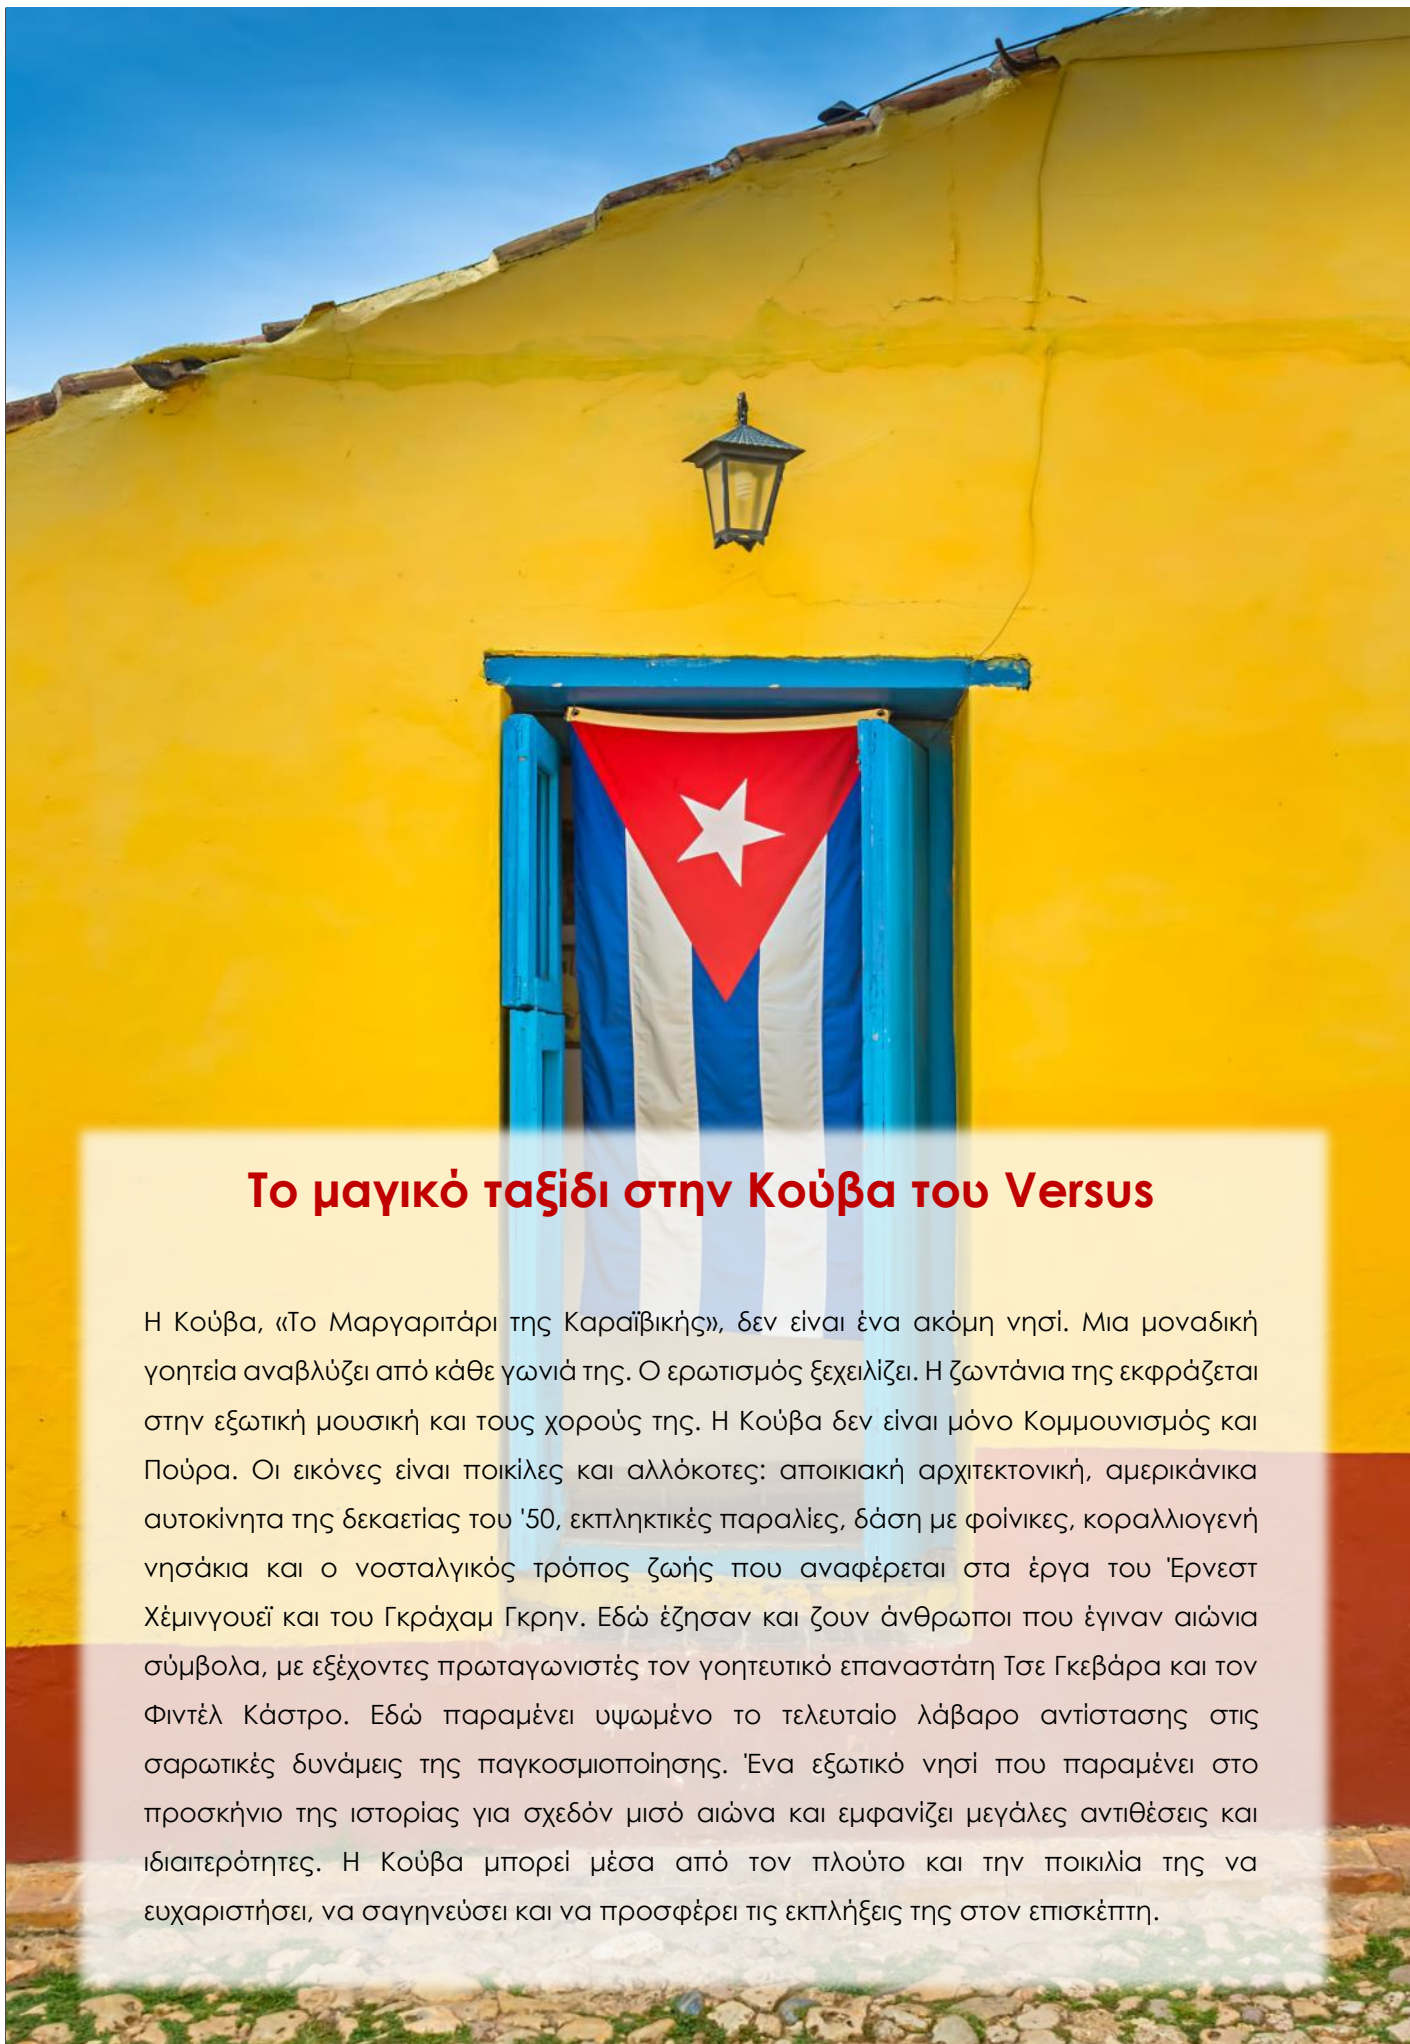 Το μαγικό ταξίδι στην Κούβα του Versus
Η Κούβα, «Το Μαργαριτάρι της Καραϊβικής», δεν είναι ένα ακόμη νησί. Μια μοναδική
γοητεία αναβλύζει από κάθε γωνιά της. Ο ερωτισμός ξεχειλίζει. Η ζωντάνια της εκφράζεται
στην εξωτική μουσική και τους χορούς της. Η Κούβα δεν είναι μόνο Κομμουνισμός και
Πούρα. Οι εικόνες είναι ποικίλες και αλλόκοτες: αποικιακή αρχιτεκτονική, αμερικάνικα
αυτοκίνητα της δεκαετίας του '50, εκπληκτικές παραλίες, δάση με φοίνικες, κοραλλιογενή
νησάκια και ο νοσταλγικός τρόπος ζωής που αναφέρεται στα έργα του Έρνεστ
Χέμινγουεϊ και του Γκράχαμ Γκρην. Εδώ έζησαν και ζουν άνθρωποι που έγιναν αιώνια
σύμβολα, με εξέχοντες πρωταγωνιστές τον γοητευτικό επαναστάτη Τσε Γκεβάρα και τον
Φιντέλ Κάστρο. Εδώ παραμένει υψωμένο το τελευταίο λάβαρο αντίστασης στις
σαρωτικές δυνάμεις της παγκοσμιοποίησης. Ένα εξωτικό νησί που παραμένει στο
προσκήνιο της ιστορίας για σχεδόν μισό αιώνα και εμφανίζει μεγάλες αντιθέσεις και
ιδιαιτερότητες. Η Κούβα μπορεί μέσα από τον πλούτο και την ποικιλία της να
ευχαριστήσει, να σαγηνεύσει και να προσφέρει τις εκπλήξεις της στον επισκέπτη.